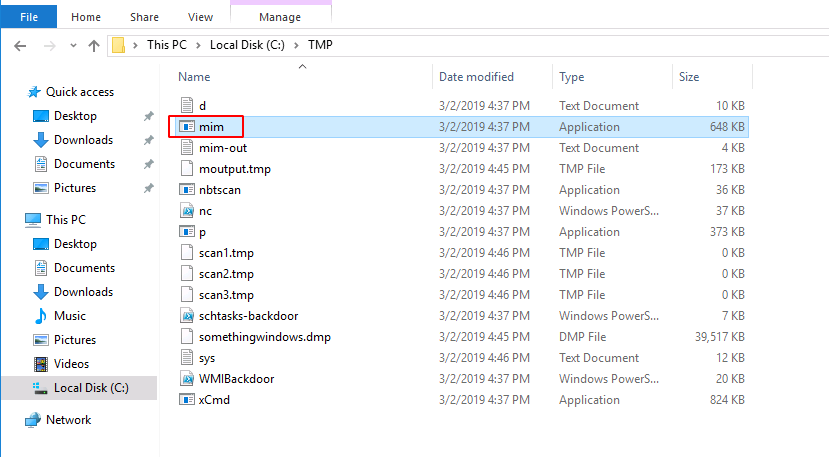 File Home Share View Manage
This PC Local Disk (C:) TMP
Name Date modified Type Size
Quick access
Desktop
Downloads
Documents
Pictures
This PC
Desktop
Documents
Downloads
Music
Pictures
Videos
Local Disk (C:)
Network
d 3/2/2019 4:37 PM Text Document 10 KB
mim 3/2/2019 4:37 PM Application 648 KB
mim-out 3/2/2019 4:37 PM Text Document 4 KB
moutput.tmp 3/2/2019 4:45 PM TMP File 173 KB
nbtscan 3/2/2019 4:37 PM Application 36 KB
nc 3/2/2019 4:37 PM Windows PowerS... 37 KB
p 3/2/2019 4:37 PM Application 373 KB
scan1.tmp 3/2/2019 4:46 PM TMP File 0 KB
scan2.tmp 3/2/2019 4:46 PM TMP File 0 KB
scan3.tmp 3/2/2019 4:46 PM TMP File 0 KB
schtasks-backdoor 3/2/2019 4:37 PM Windows PowerS... 7 KB
somethingwindows.dmp 3/2/2019 4:45 PM DMP File 39,517 KB
sys 3/2/2019 4:46 PM Text Document 12 KB
WMIBackdoor 3/2/2019 4:37 PM Windows PowerS... 20 KB
xCmd 3/2/2019 4:37 PM Application 824 KB